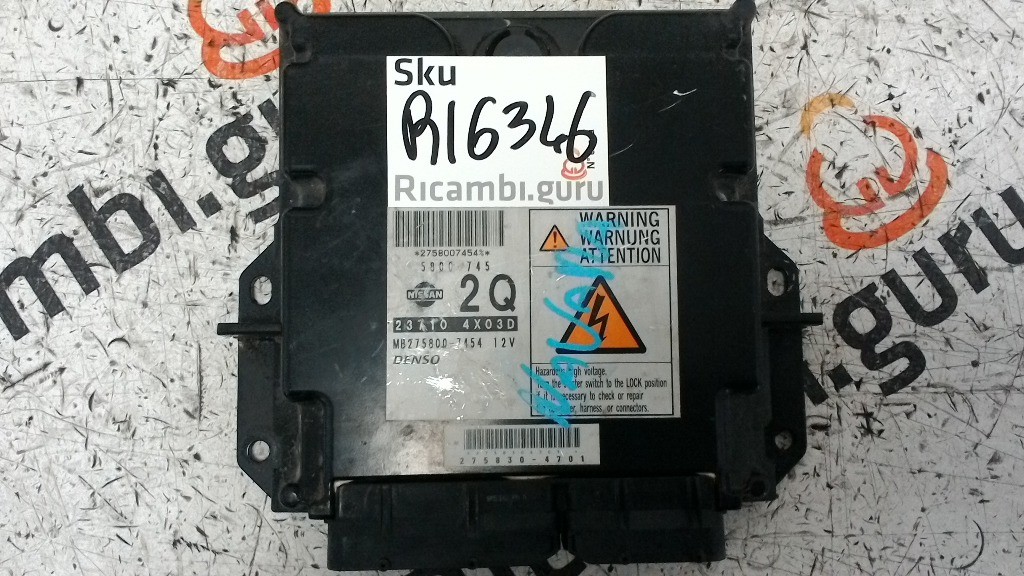 Sku
R16346
Ricambi.guru
*2758007454*
NISSAN
2Q
23710 4X03D
MB275800-7454 12V
DENSO
WARNING
WARNUNG
ATTENTION
Hazardous high voltage.
Turn the starter switch to the LOCK position
if it is necessary to check or repair
harness, or connectors.
275830-4701
mbi.gu
.guru